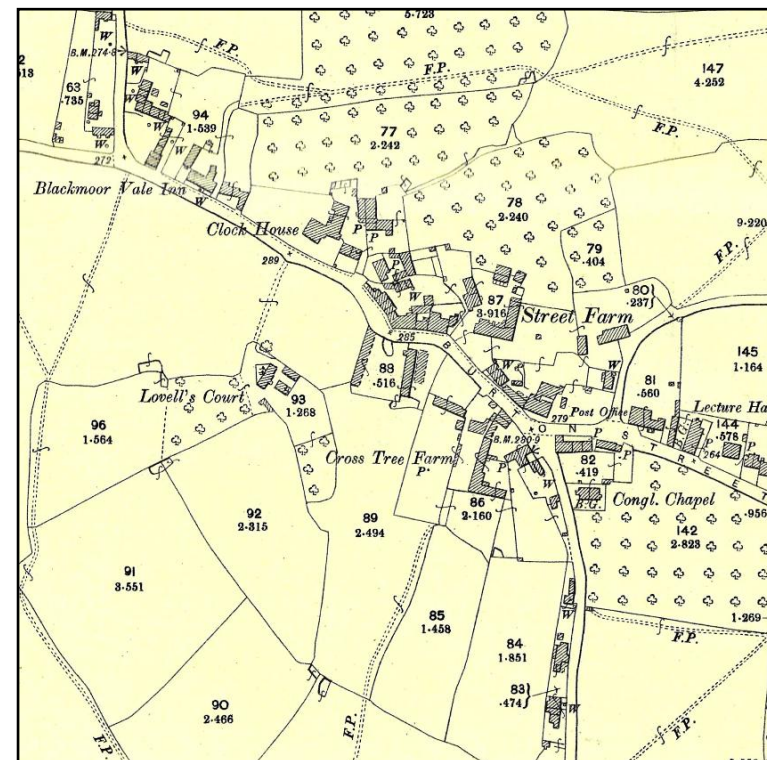 5·723
F.P.
W
B.M. 274·8
63
·735
W
W
W
94
1·539
W
W
F.P.
147
4·252
77
2·242
F.P.
272
Blackmoor Vale Inn
W
78
2·240
Clock House
P
P
79
·404
9·220
F.P.
289
P
W
87
3·916
80
·237
Street Farm
285
BURTON STREET
88
·516
W
W
145
1·164
Lovell's Court
93
1·268
81
·560
Post Office
279
Lecture Ha
144
·578
P
264
P
96
1·564
Cross Tree Farm
P
B.M. 280·9
P
W
P
82
·419
B.G.
Congl. Chapel
·956
86
2·160
92
2·315
89
2·494
142
2·823
91
3·551
85
1·458
W
84
1·851
1·269
F.P.
83
·474
W
90
2·466
F.P.
F.P.
F.P.